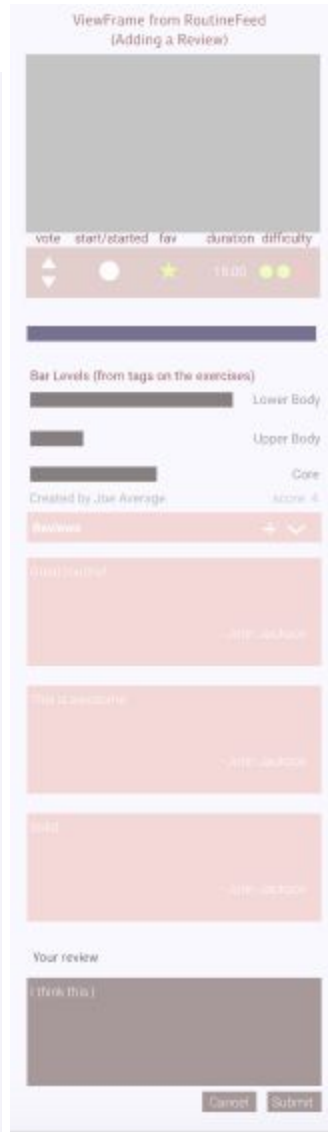 ViewFrame from RoutineFeed
(Adding a Review)
vote start/started fav duration difficulty
15:00
Bar Levels (from tags on the exercises)
Lower Body
Upper Body
Core
Created by Joe Average score 4
Reviews
- John Jackson
This is awesome
- John Jackson
- John Jackson
Your review
I think this |
Cancel Submit